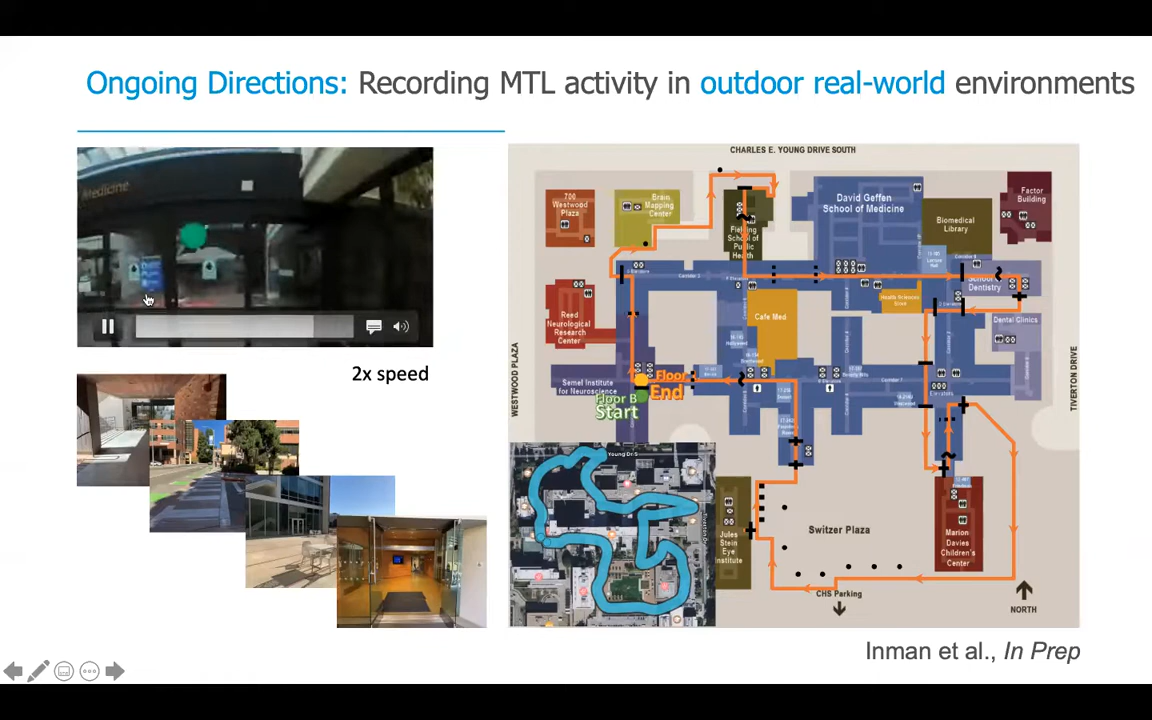 Ongoing Directions: Recording MTL activity in outdoor real-world environments
Medicine
2x speed
CHARLES E. YOUNG DRIVE SOUTH
700
Westwood
Plaza
Brain
Mapping
Center
Fielding
School of
Public
Health
David Geffen
School of Medicine
Biomedical
Library
Factor
Building
School
Dentistry
Reed
Neurological
Research
Center
Cafe Med
Dental Clinics
WESTWOOD PLAZA
TIVERTON DRIVE
Semel Institute
for Neuroscience
Floor
End
Floor B
Start
Jules
Stein
Eye
Institute
Switzer Plaza
Marion
Davies
Children's
Center
CHS Parking
NORTH
Inman et al., In Prep